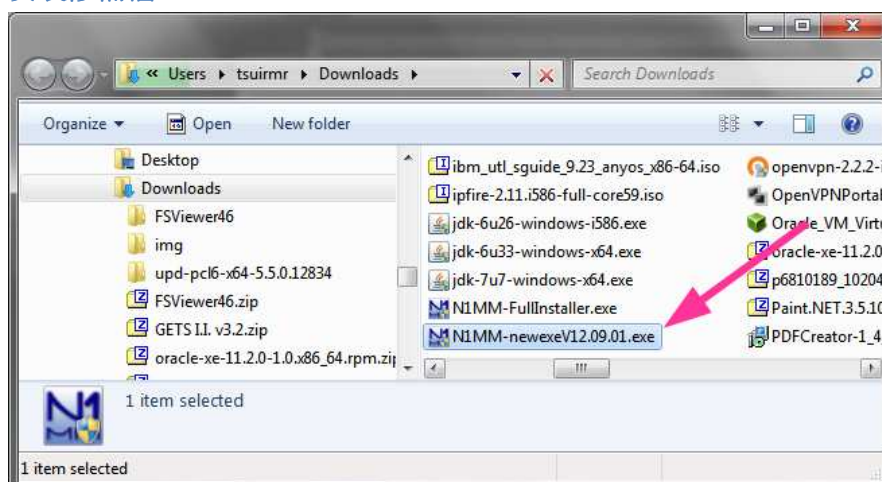 « Users ▸ tsuirmr ▸ Downloads ▸
Search Downloads
Organize ▾ Open New folder
Desktop
Downloads
FSViewer46
img
upd-pcl6-x64-5.5.0.12834
FSViewer46.zip
GETS I.I. v3.2.zip
oracle-xe-11.2.0-1.0.x86_64.rpm.zip
ibm_utl_sguide_9.23_anyos_x86-64.iso
ipfire-2.11.i586-full-core59.iso
jdk-6u26-windows-i586.exe
jdk-6u33-windows-x64.exe
jdk-7u7-windows-x64.exe
N1MM-FullInstaller.exe
N1MM-newexeV12.09.01.exe
openvpn-2.2.2-i
OpenVPNPortal
Oracle_VM_Virtu
oracle-xe-11.2.0
p6810189_10204
Paint.NET.3.5.10
PDFCreator-1_4
N1
MM
1 item selected
1 item selected